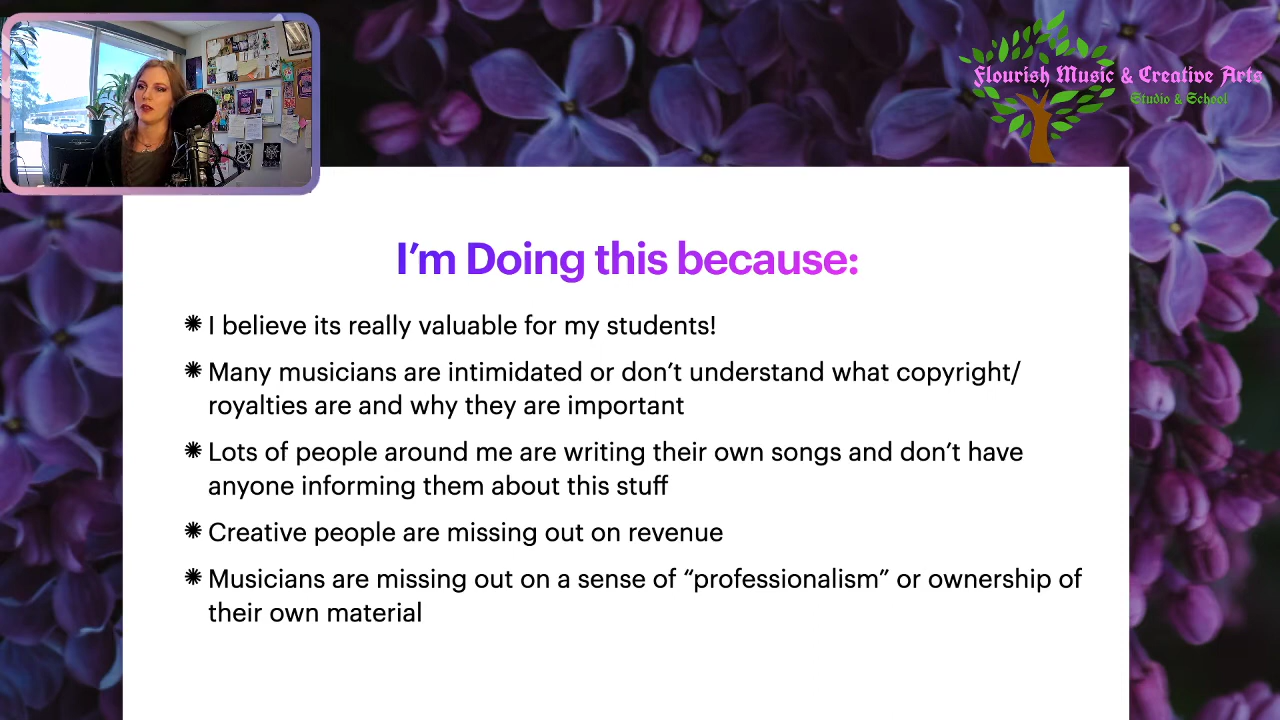 Flourish Music & Creative Arts
Studio & School
I’m Doing this because:
✺ I believe its really valuable for my students!
✺ Many musicians are intimidated or don’t understand what copyright/
royalties are and why they are important
✺ Lots of people around me are writing their own songs and don’t have
anyone informing them about this stuff
✺ Creative people are missing out on revenue
✺ Musicians are missing out on a sense of “professionalism” or ownership of
their own material